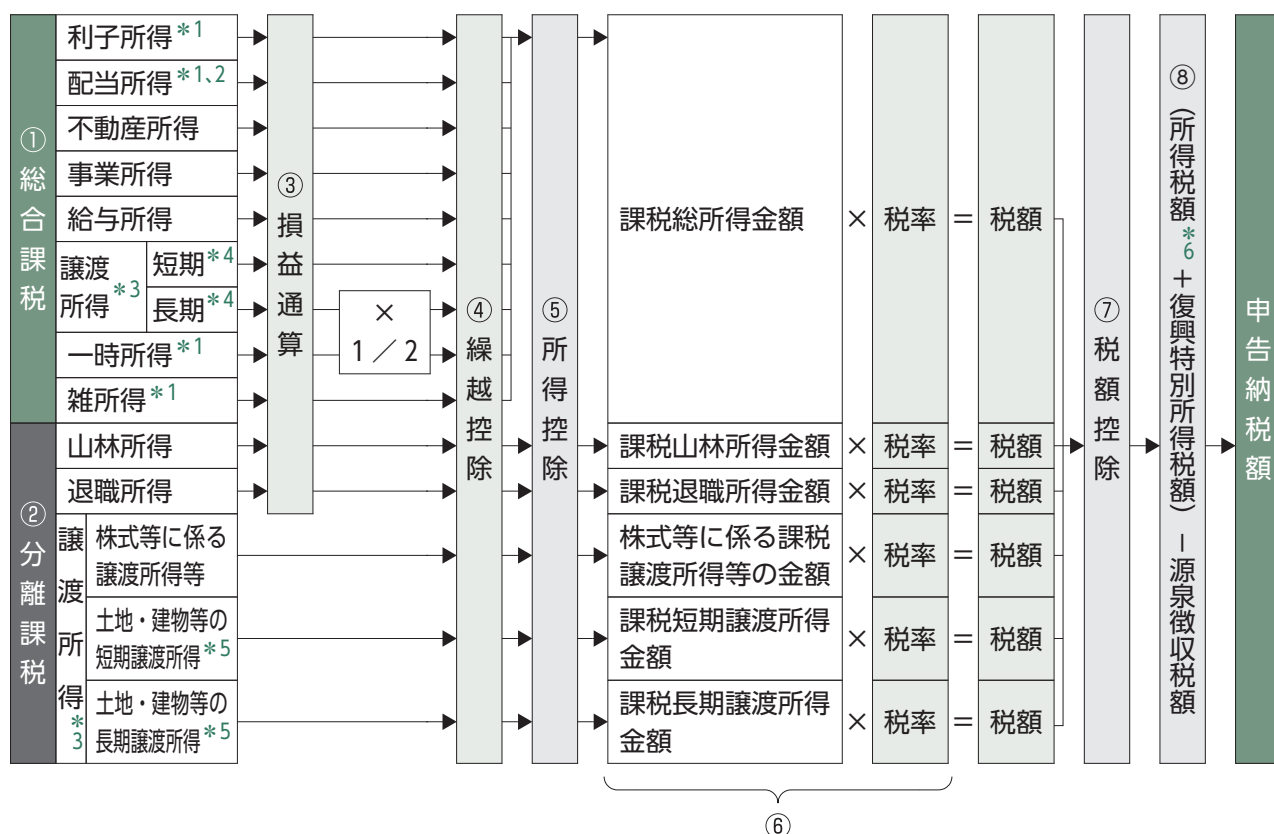 ①総合課税
利子所得*1
配当所得*1、2
不動産所得
事業所得
給与所得
譲渡所得*3
短期*4
長期*4
一時所得*1
雑所得*1
②分離課税
山林所得
退職所得
譲渡所得*3
株式等に係る
譲渡所得等
土地・建物等の
短期譲渡所得*5
土地・建物等の
長期譲渡所得*5
③損益通算
×
1/2
④繰越控除
⑤所得控除
課税総所得金額 × 税率 = 税額
課税山林所得金額 × 税率 = 税額
課税退職所得金額 × 税率 = 税額
株式等に係る課税
譲渡所得等の金額 × 税率 = 税額
課税短期譲渡所得
金額 × 税率 = 税額
課税長期譲渡所得
金額 × 税率 = 税額
⑥
⑦税額控除
⑧(所得税額*6+復興特別所得税額)-源泉徴収税額
申告納税額